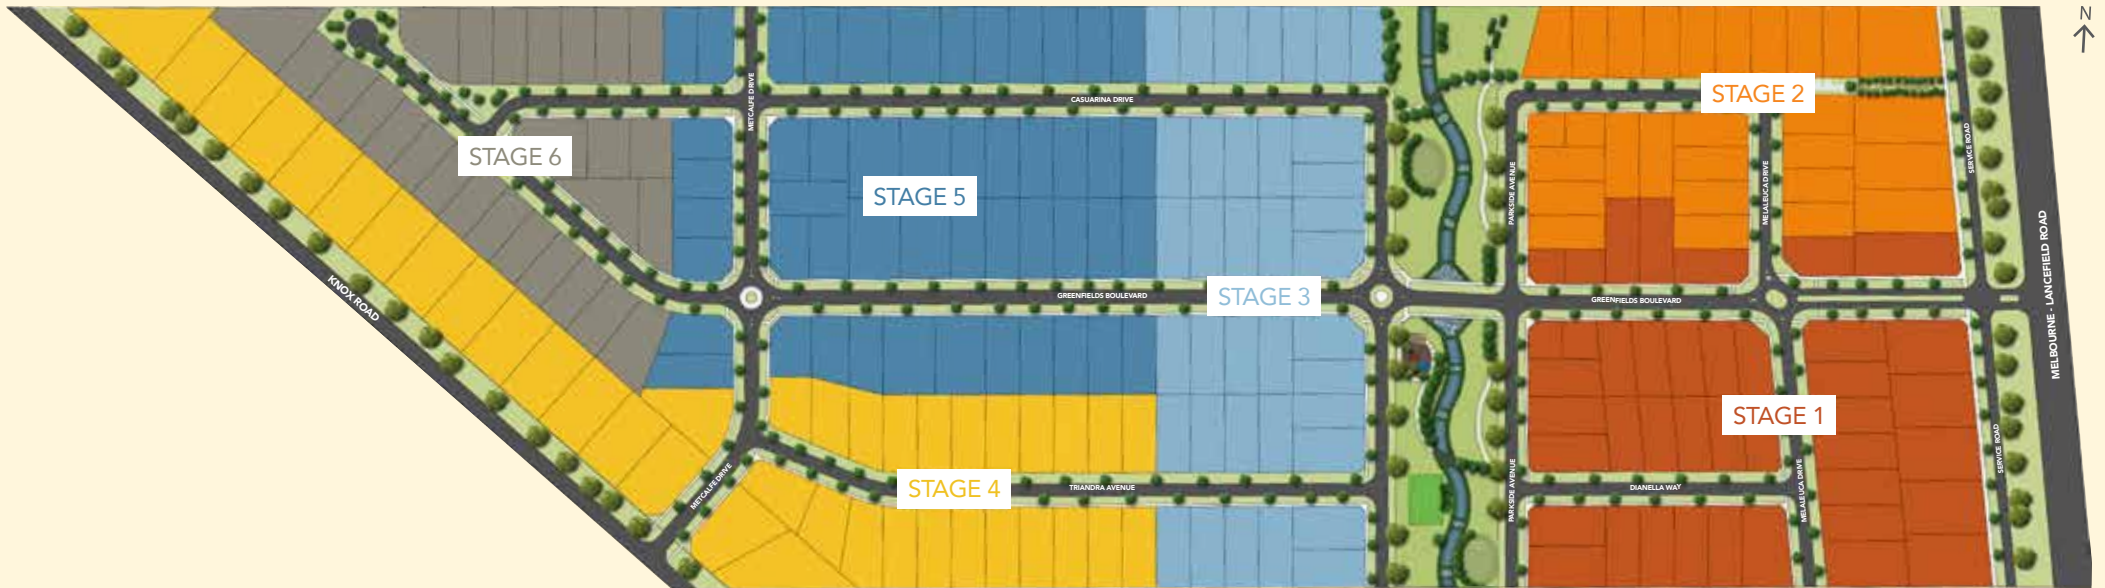 N
STAGE 2
METCALFE DRIVE
CASUARINA DRIVE
STAGE 6
SERVICE ROAD
STAGE 5
PARKSIDE AVENUE
MELALEUCA DRIVE
MELBOURNE - LANCEFIELD ROAD
KNOX ROAD
GREENFIELDS BOULEVARD
STAGE 3
GREENFIELDS BOULEVARD
STAGE 1
STAGE 4
METCALFE DRIVE
TRIANDRA AVENUE
PARKSIDE AVENUE
DIANELLA WAY
MELALEUCA DRIVE
SERVICE ROAD